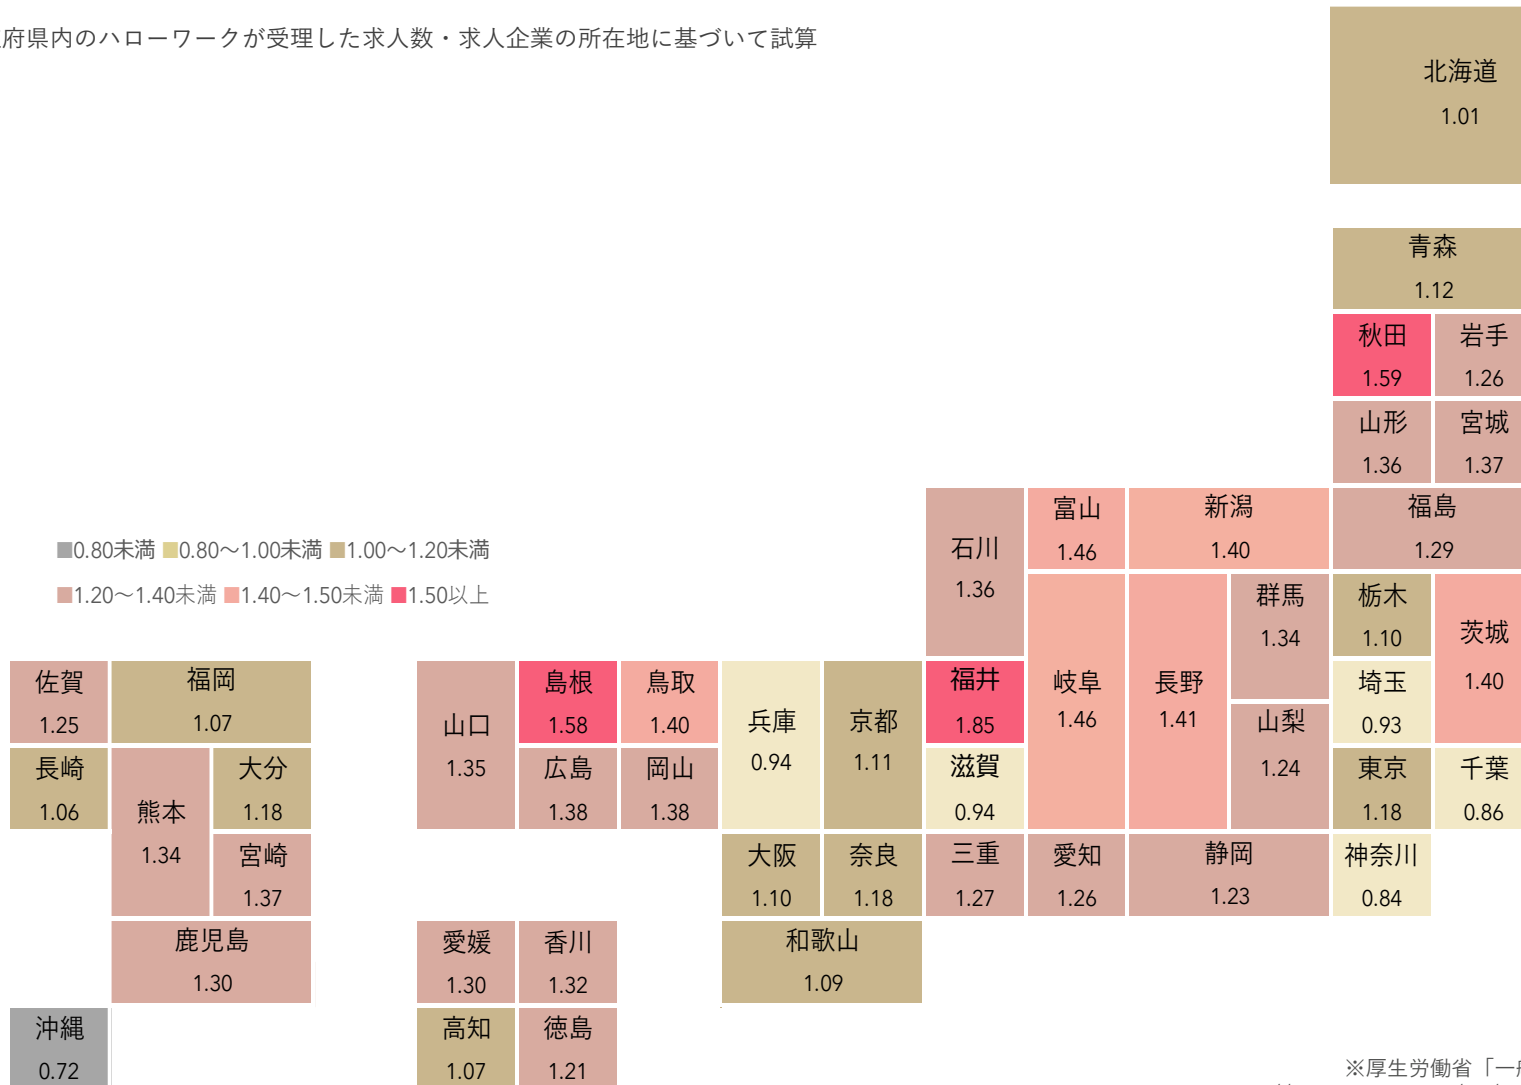 府県内のハローワークが受理した求人数・求人企業の所在地に基づいて試算
北海道
1.01
青森
1.12
秋田 岩手
1.59 1.26
山形 宮城
1.36 1.37
富山 新潟 福島
1.46 1.40 1.29
石川
1.36
■0.80未満 ■0.80〜1.00未満 ■1.00〜1.20未満
■1.20〜1.40未満 ■1.40〜1.50未満 ■1.50以上
群馬 栃木
1.34 1.10
茨城
1.40
佐賀 福岡
1.25 1.07
島根 鳥取
1.58 1.40
福井
1.85
岐阜 長野
1.46 1.41
埼玉
0.93
山口
1.35
兵庫 京都
0.94 1.11
山梨
1.24
長崎 大分
1.06 1.18
熊本
1.34
広島 岡山
1.38 1.38
滋賀
0.94
東京 千葉
1.18 0.86
宮崎
1.37
大阪 奈良 三重 愛知 静岡 神奈川
1.10 1.18 1.27 1.26 1.23 0.84
鹿児島
1.30
愛媛 香川
1.30 1.32
和歌山
1.09
沖縄
0.72
高知 徳島
1.07 1.21
※厚生労働省「一